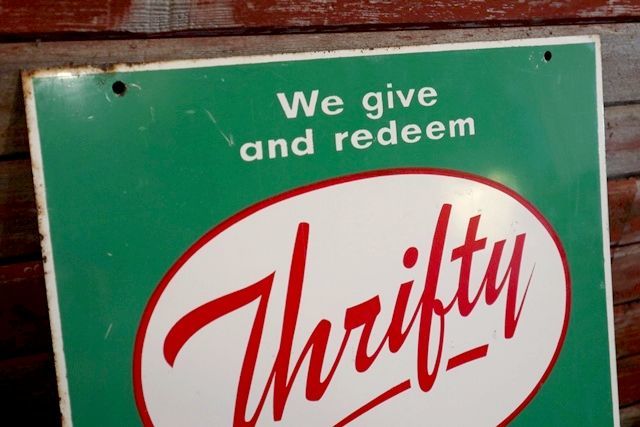 We give
and redeem
Thrifty